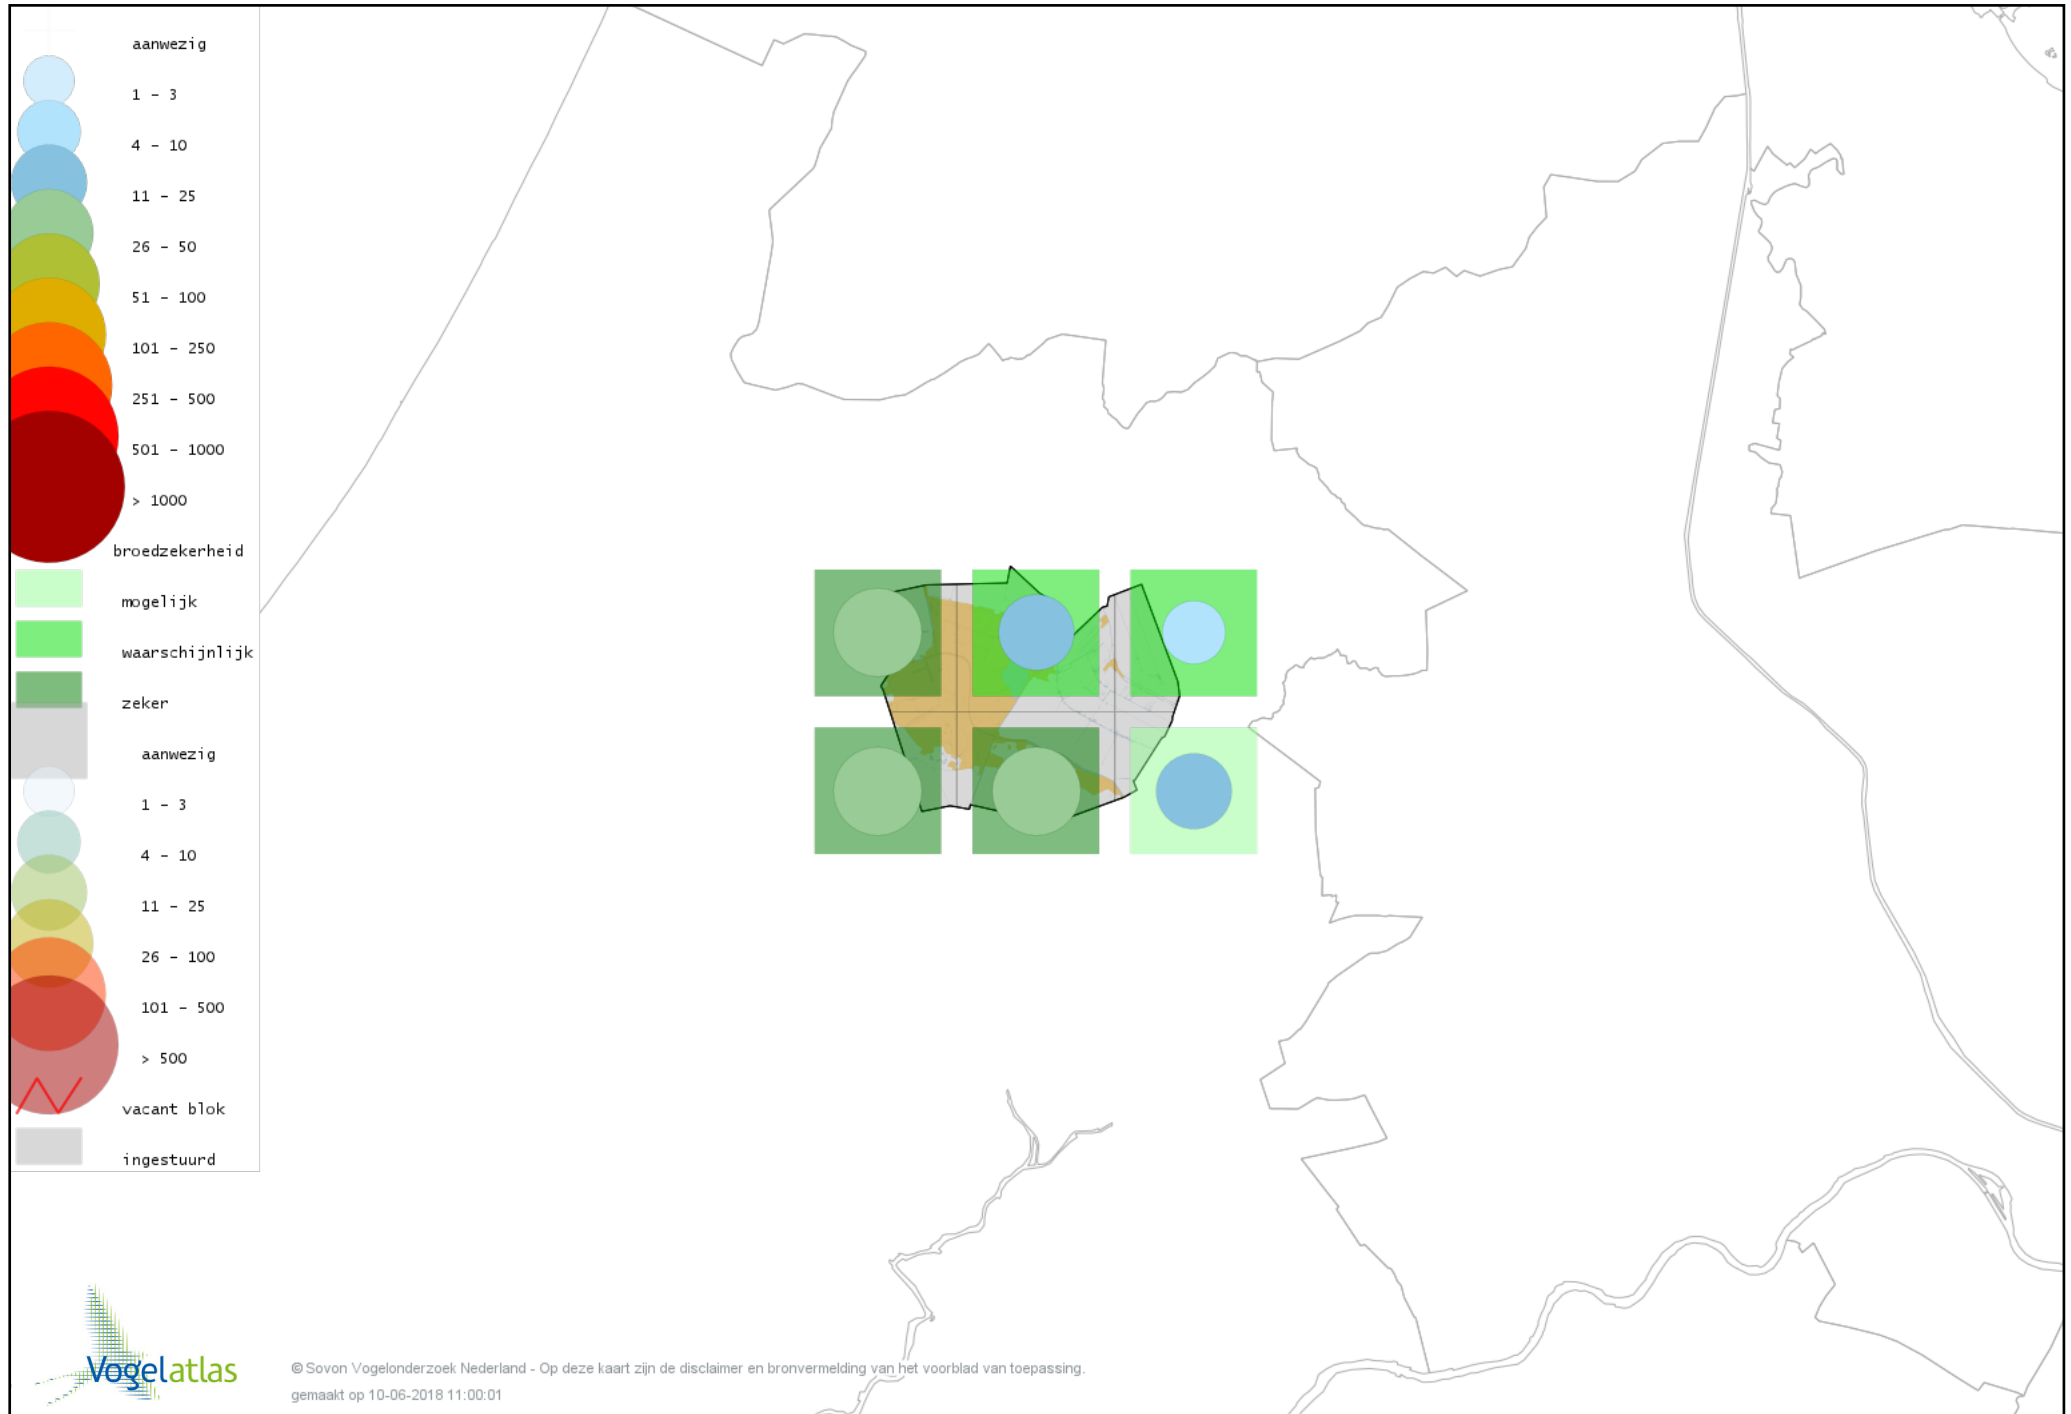 aanwezig
1 - 3
4 - 10
11 - 25
26 - 50
51 - 100
101 - 250
251 - 500
501 - 1000
> 1000
broedzekerheid
mogelijk
waarschijnlijk
zeker
aanwezig
1 - 3
4 - 10
11 - 25
26 - 100
101 - 500
> 500
vacant blok
ingestuurd
Vogelatlas
© Sovon Vogelonderzoek Nederland - Op deze kaart zijn de disclaimer en bronvermelding van het voorblad van toepassing.
gemaakt op 10-06-2018 11:00:01